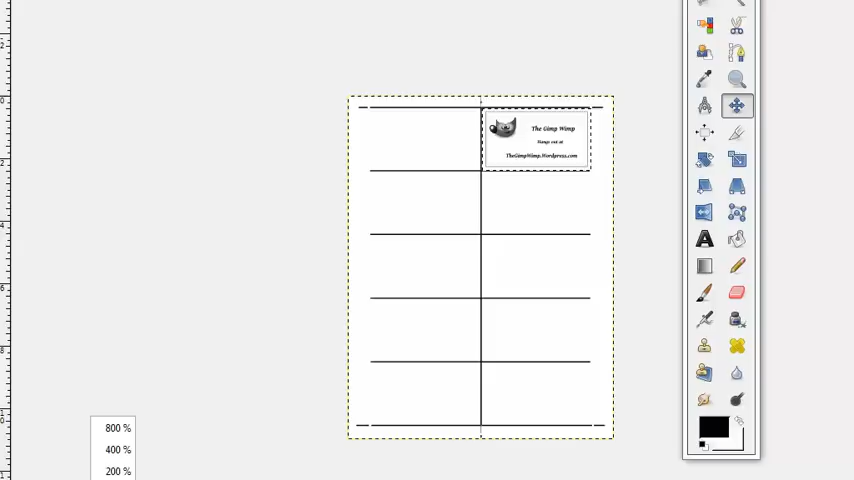 The Gimp Wimp
Hangs out at
TheGimpWimp.Wordpress.com
800 %
400 %
200 %